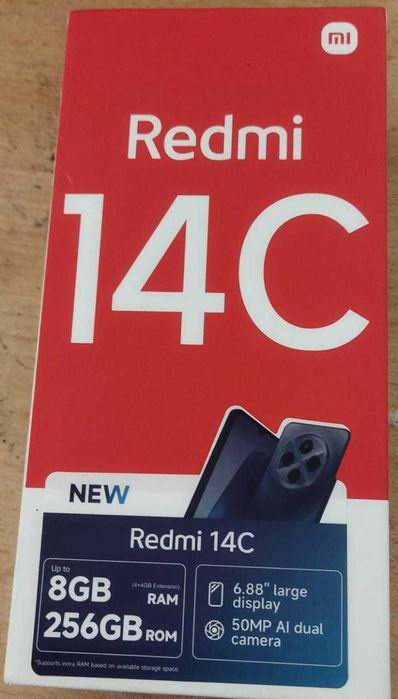 mi
Redmi
14C
NEW
Redmi 14C
Up to
8GB (4+4GB Extension) RAM
256GB ROM
6.88" large
display
50MP AI dual
camera
*Supports extra RAM based on available storage space.